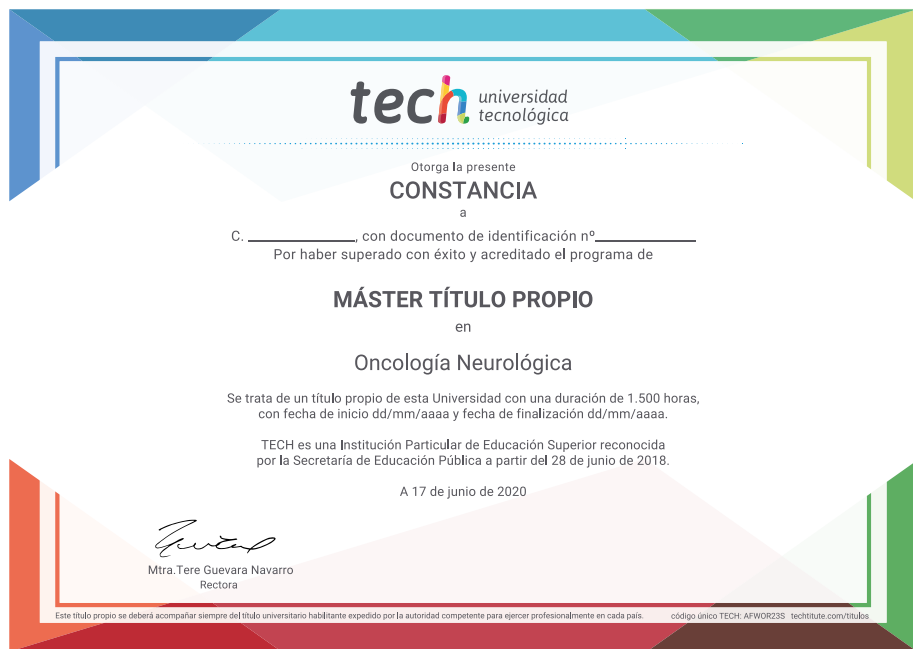 tech universidad
tecnológica
Otorga la presente
CONSTANCIA
a
C. ____________, con documento de identificación nº____________
Por haber superado con éxito y acreditado el programa de
MÁSTER TÍTULO PROPIO
en
Oncología Neurológica
Se trata de un título propio de esta Universidad con una duración de 1.500 horas,
con fecha de inicio dd/mm/aaaa y fecha de finalización dd/mm/aaaa.
TECH es una Institución Particular de Educación Superior reconocida
por la Secretaría de Educación Pública a partir del 28 de junio de 2018.
A 17 de junio de 2020
Mtra.Tere Guevara Navarro
Rectora
Este título propio se deberá acompañar siempre del título universitario habilitante expedido por la autoridad competente para ejercer profesionalmente en cada país. código único TECH: AFWOR23S techtitute.com/titulos